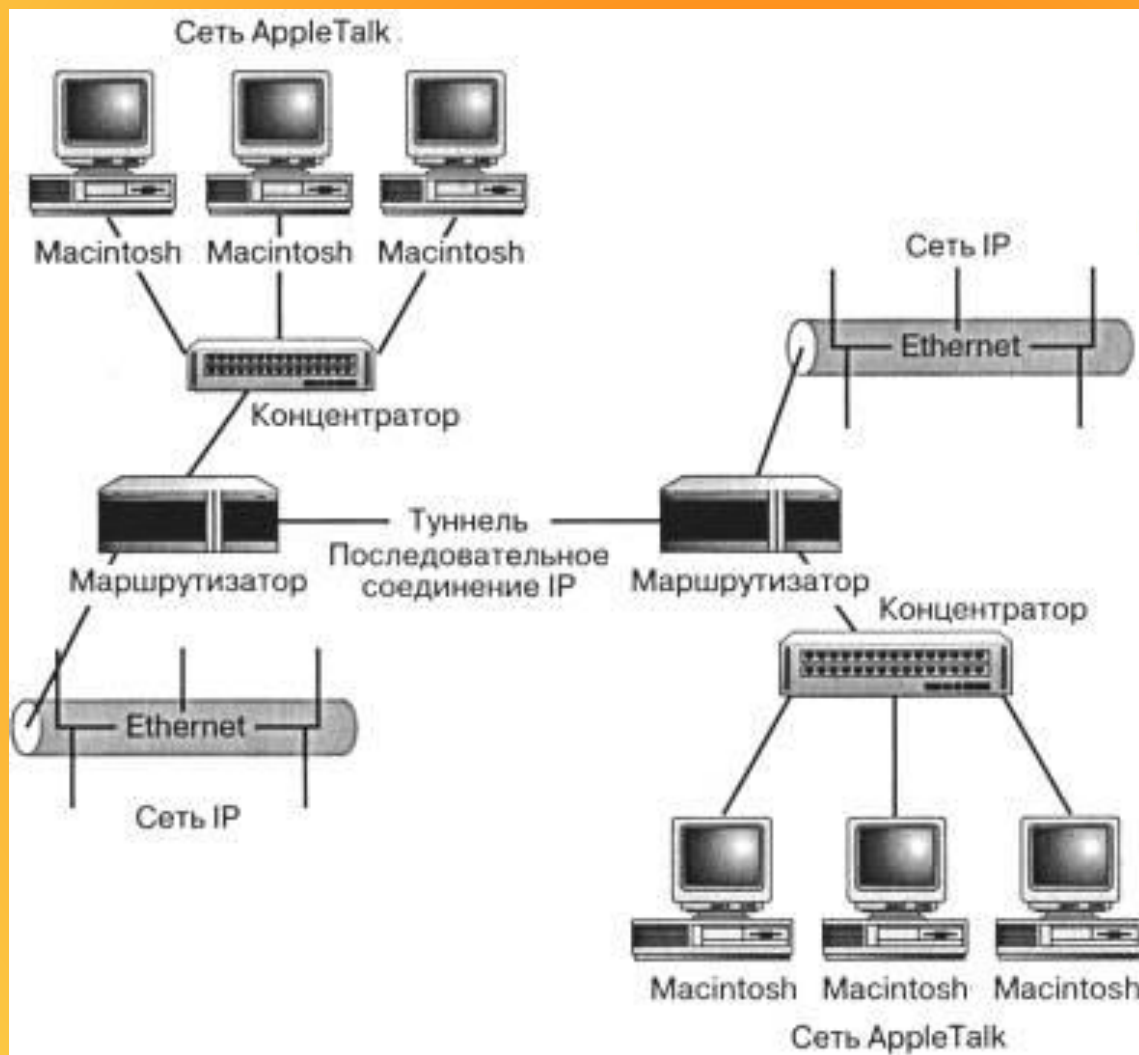 Сеть AppleTalk
Macintosh Macintosh Macintosh
Концентратор
Маршрутизатор
Ethernet
Сеть IP
Туннель
Последовательное
соединение IP
Сеть IP
Ethernet
Маршрутизатор
Концентратор
Macintosh Macintosh Macintosh
Сеть AppleTalk